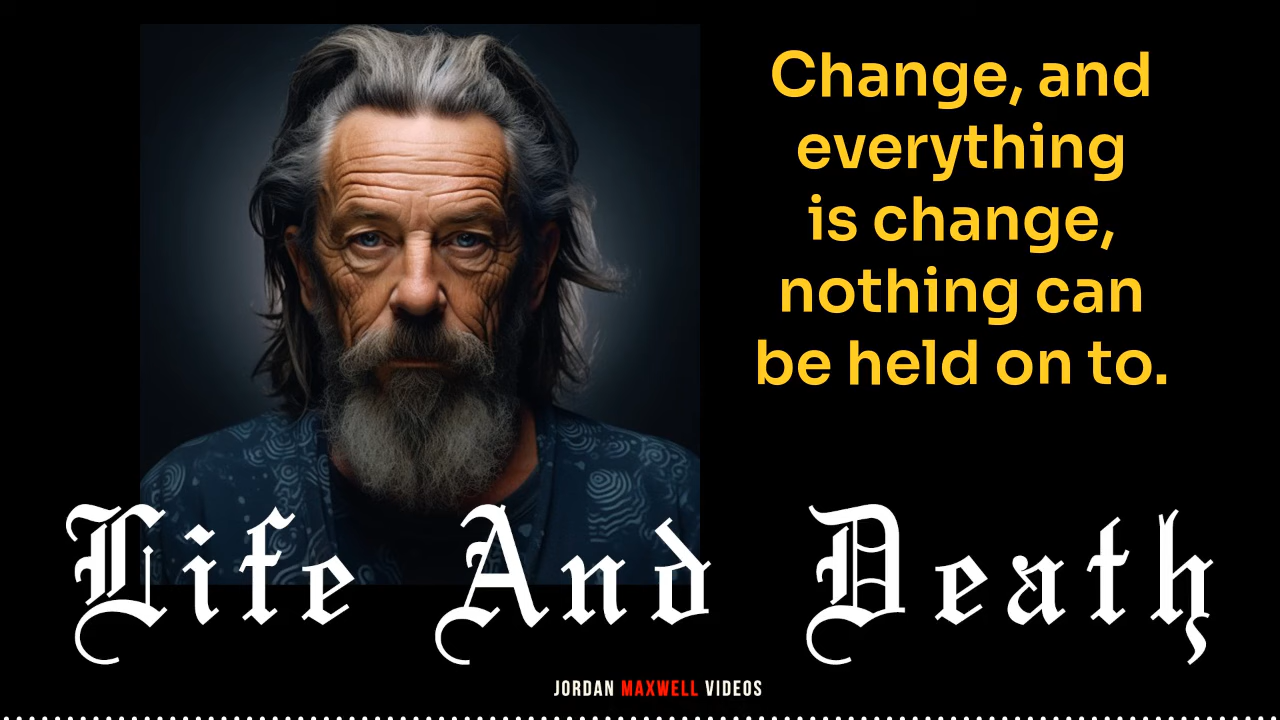 Change, and
everything
is change,
nothing can
be held on to.
Life And Death
JORDAN MAXWELL VIDEOS